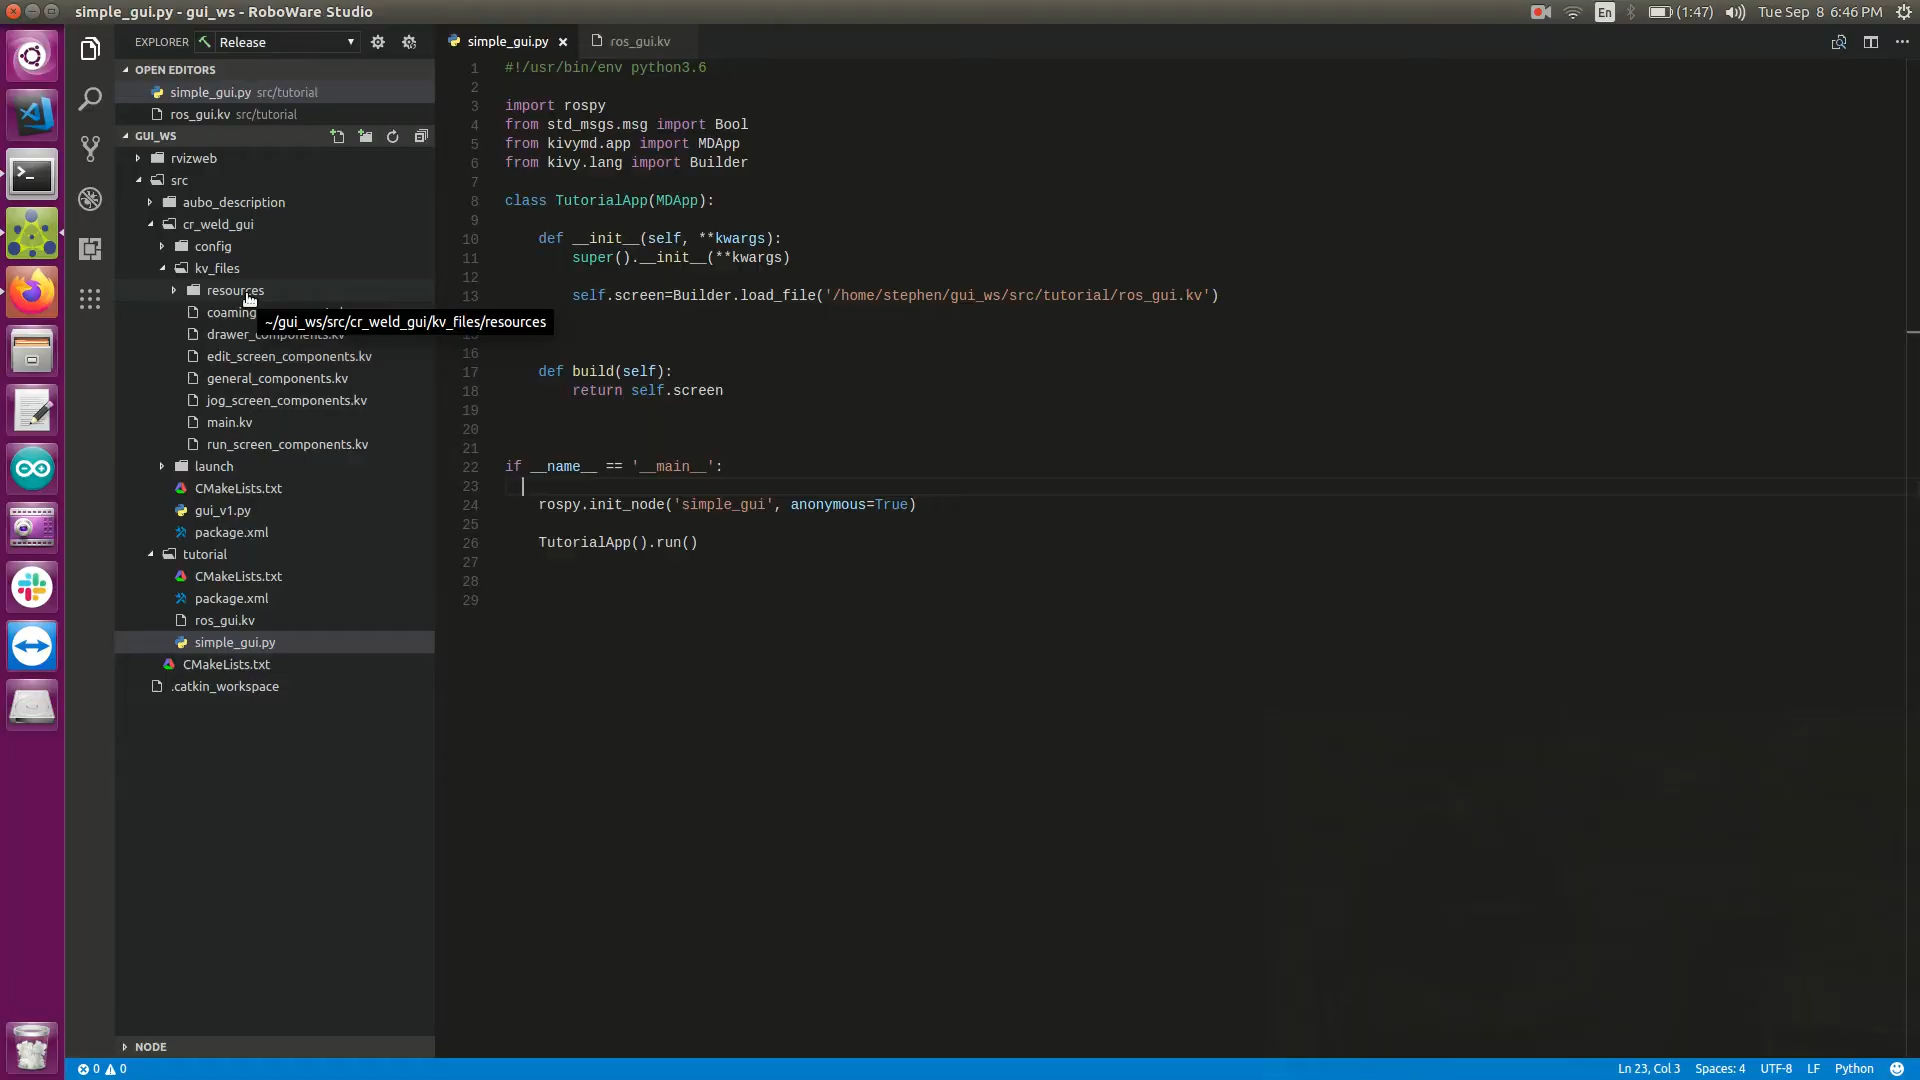 simple_gui.py - gui_ws - RoboWare Studio
En
(1:47)
Tue Sep 8 6:46 PM
EXPLORER
Release
simple_gui.py
ros_gui.kv
OPEN EDITORS
simple_gui.py src/tutorial
ros_gui.kv src/tutorial
GUI_WS
rvizweb
src
aubo_description
cr_weld_gui
config
kv_files
resources
coaming
~/gui_ws/src/cr_weld_gui/kv_files/resources
drawer_components.kv
edit_screen_components.kv
general_components.kv
jog_screen_components.kv
main.kv
run_screen_components.kv
launch
CMakeLists.txt
gui_v1.py
package.xml
tutorial
CMakeLists.txt
package.xml
ros_gui.kv
simple_gui.py
CMakeLists.txt
.catkin_workspace
NODE
1 #!/usr/bin/env python3.6
2
3 import rospy
4 from std_msgs.msg import Bool
5 from kivymd.app import MDApp
6 from kivy.lang import Builder
7
8 class TutorialApp(MDApp):
9
10 def __init__(self, **kwargs):
11 super().__init__(**kwargs)
12
13 self.screen=Builder.load_file('/home/stephen/gui_ws/src/tutorial/ros_gui.kv')
16
17 def build(self):
18 return self.screen
19
20
21
22 if __name__ == '__main__':
23
24 rospy.init_node('simple_gui', anonymous=True)
25
26 TutorialApp().run()
27
28
29
0 0
Ln 23, Col 3
Spaces: 4
UTF-8
LF
Python